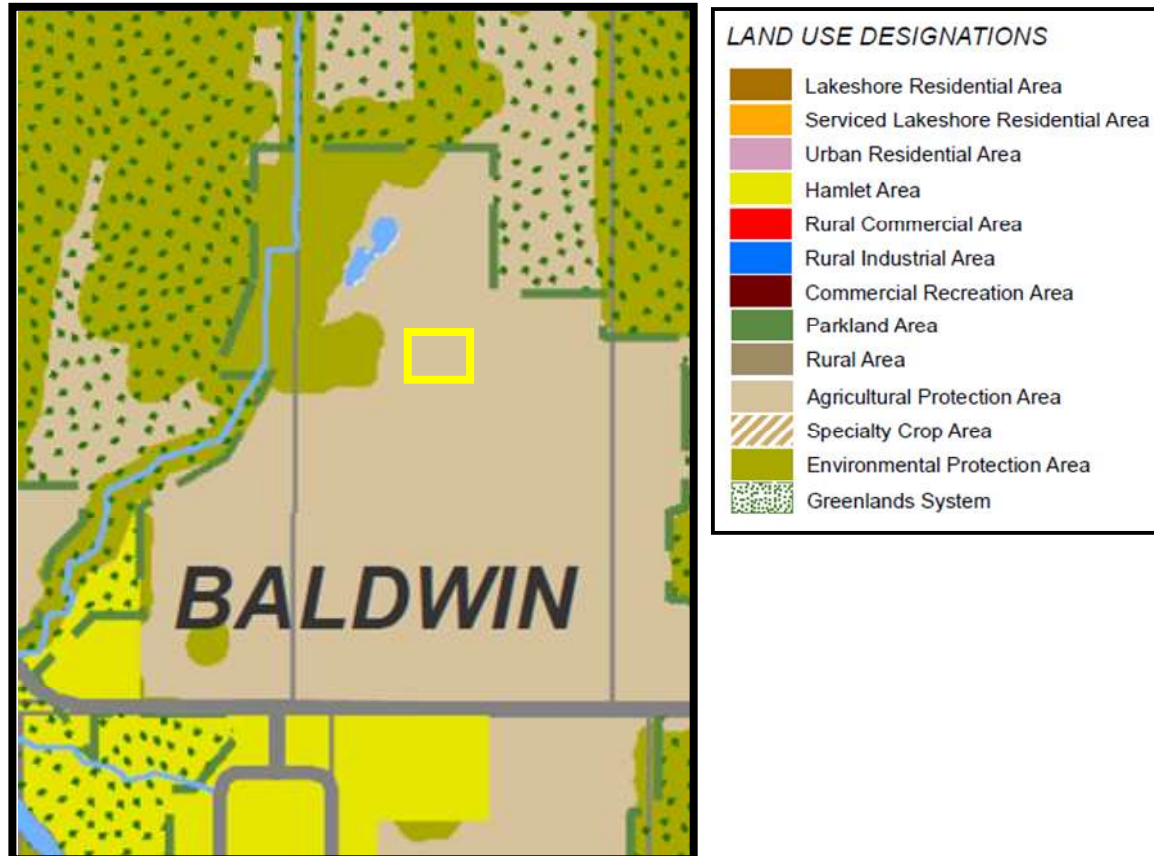 LAND USE DESIGNATIONS
Lakeshore Residential Area
Serviced Lakeshore Residential Area
Urban Residential Area
Hamlet Area
Rural Commercial Area
Rural Industrial Area
Commercial Recreation Area
Parkland Area
Rural Area
Agricultural Protection Area
Specialty Crop Area
Environmental Protection Area
Greenlands System
BALDWIN